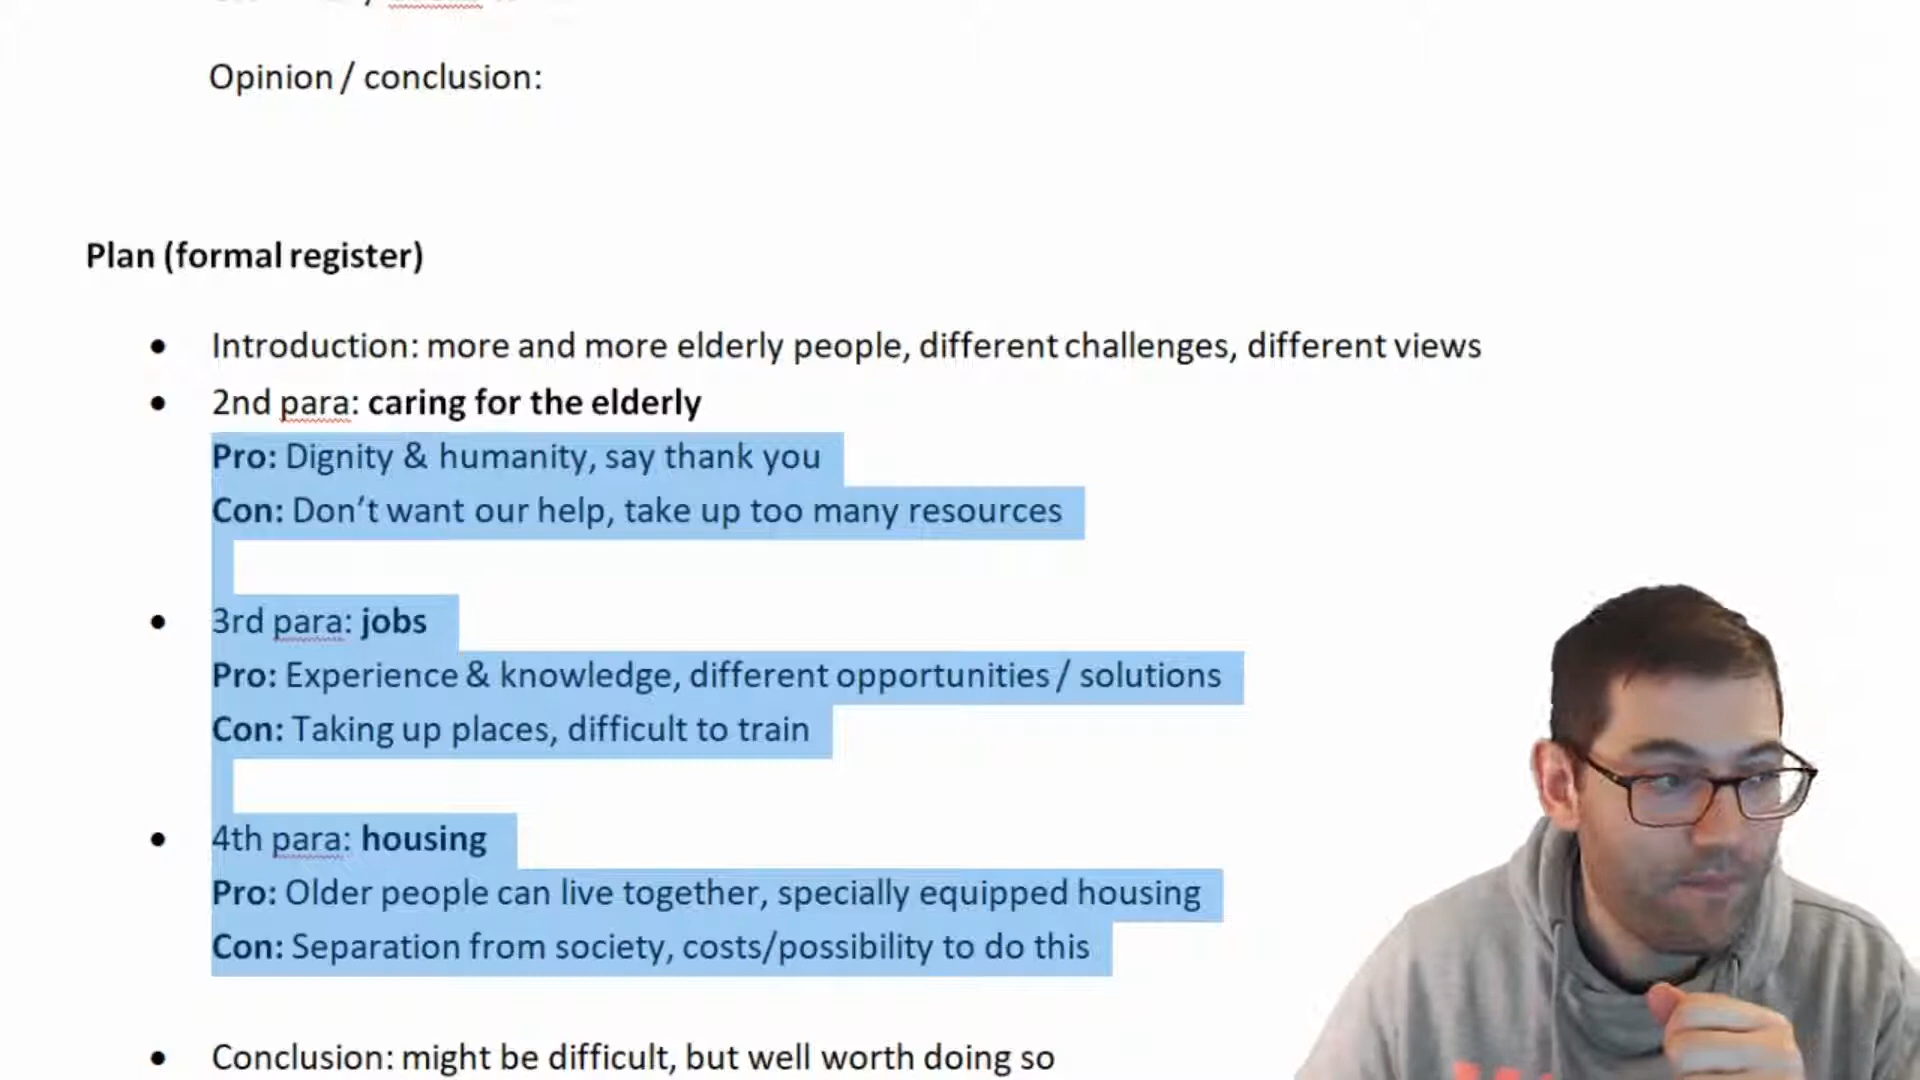 Opinion / conclusion:
Plan (formal register)
• Introduction: more and more elderly people, different challenges, different views
• 2nd para: caring for the elderly
Pro: Dignity & humanity, say thank you
Con: Don’t want our help, take up too many resources
• 3rd para: jobs
Pro: Experience & knowledge, different opportunities / solutions
Con: Taking up places, difficult to train
• 4th para: housing
Pro: Older people can live together, specially equipped housing
Con: Separation from society, costs/possibility to do this
• Conclusion: might be difficult, but well worth doing so